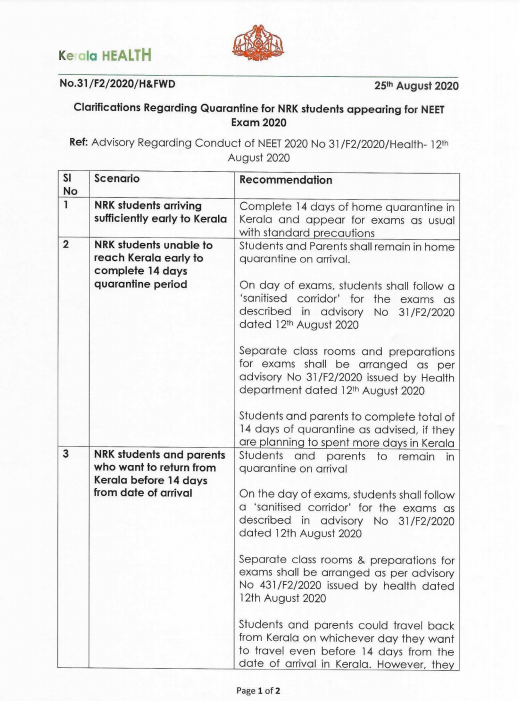 Kerala HEALTH
No.31/F2/2020/H&FWD
25th August 2020
Clarifications Regarding Quarantine for NRK students appearing for NEET
Exam 2020
Ref: Advisory Regarding Conduct of NEET 2020 No 31/F2/2020/Health- 12th
August 2020
Sl
No
Scenario
Recommendation
1
NRK students arriving
sufficiently early to Kerala
Complete 14 days of home quarantine in
Kerala and appear for exams as usual
with standard precautions
2
NRK students unable to
reach Kerala early to
complete 14 days
quarantine period
Students and Parents shall remain in home
quarantine on arrival.
On day of exams, students shall follow a
‘sanitised corridor’ for the exams as
described in advisory No 31/F2/2020
dated 12th August 2020
Separate class rooms and preparations
for exams shall be arranged as per
advisory No 31/F2/2020 issued by Health
department dated 12th August 2020
Students and parents to complete total of
14 days of quarantine as advised, if they
are planning to spent more days in Kerala
3
NRK students and parents
who want to return from
Kerala before 14 days
from date of arrival
Students and parents to remain in
quarantine on arrival
On the day of exams, students shall follow
a ‘sanitised corridor’ for the exams as
described in advisory No 31/F2/2020
dated 12th August 2020
Separate class rooms & preparations for
exams shall be arranged as per advisory
No 431/F2/2020 issued by health dated
12th August 2020
Students and parents could travel back
from Kerala on whichever day they want
to travel even before 14 days from the
date of arrival in Kerala. However, they
Page 1 of 2